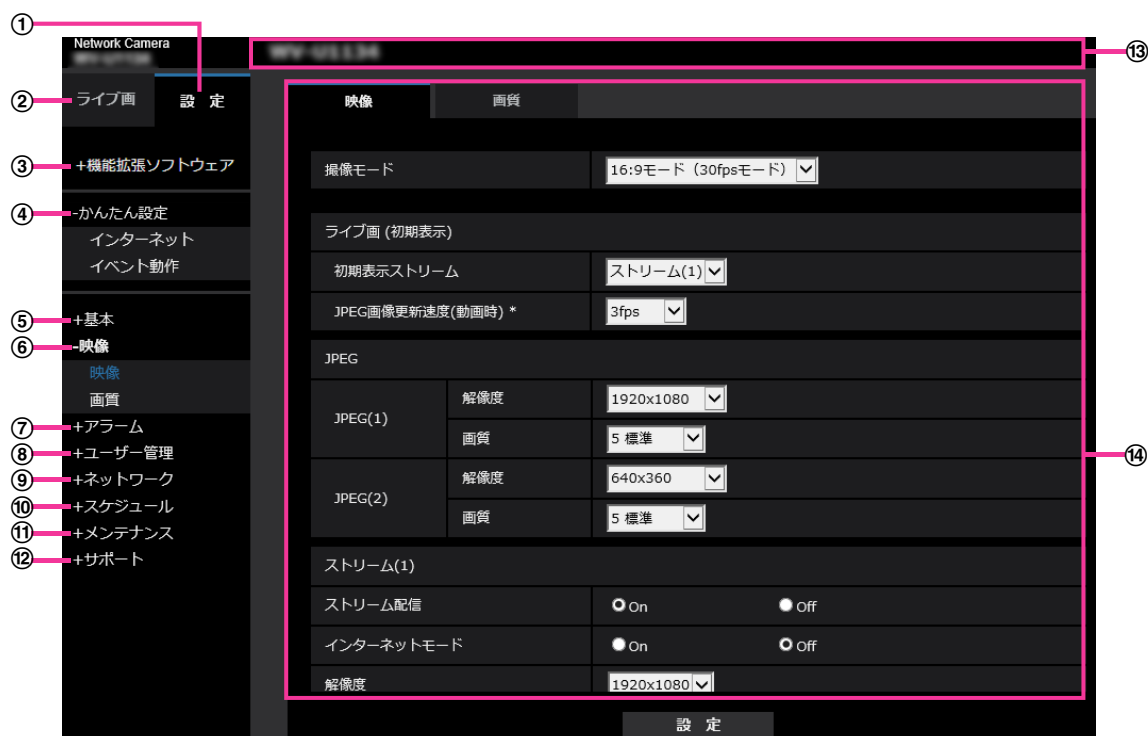 ①
Network Camera
⑬
② ライブ画 設 定
映像 画質
③ +機能拡張ソフトウェア
撮像モード 16:9モード（30fpsモード）
④ -かんたん設定
インターネット
イベント動作
ライブ画 (初期表示)
初期表示ストリーム ストリーム(1)
JPEG画像更新速度(動画時) * 3fps
⑤ +基本
⑥ -映像
映像
画質
⑦ +アラーム
⑧ +ユーザー管理
⑨ +ネットワーク
⑩ +スケジュール
⑪ +メンテナンス
⑫ +サポート
JPEG
JPEG(1) 解像度 1920x1080
画質 5 標準
⑭
JPEG(2) 解像度 640x360
画質 5 標準
ストリーム(1)
ストリーム配信 On Off
インターネットモード On Off
解像度 1920x1080
設 定